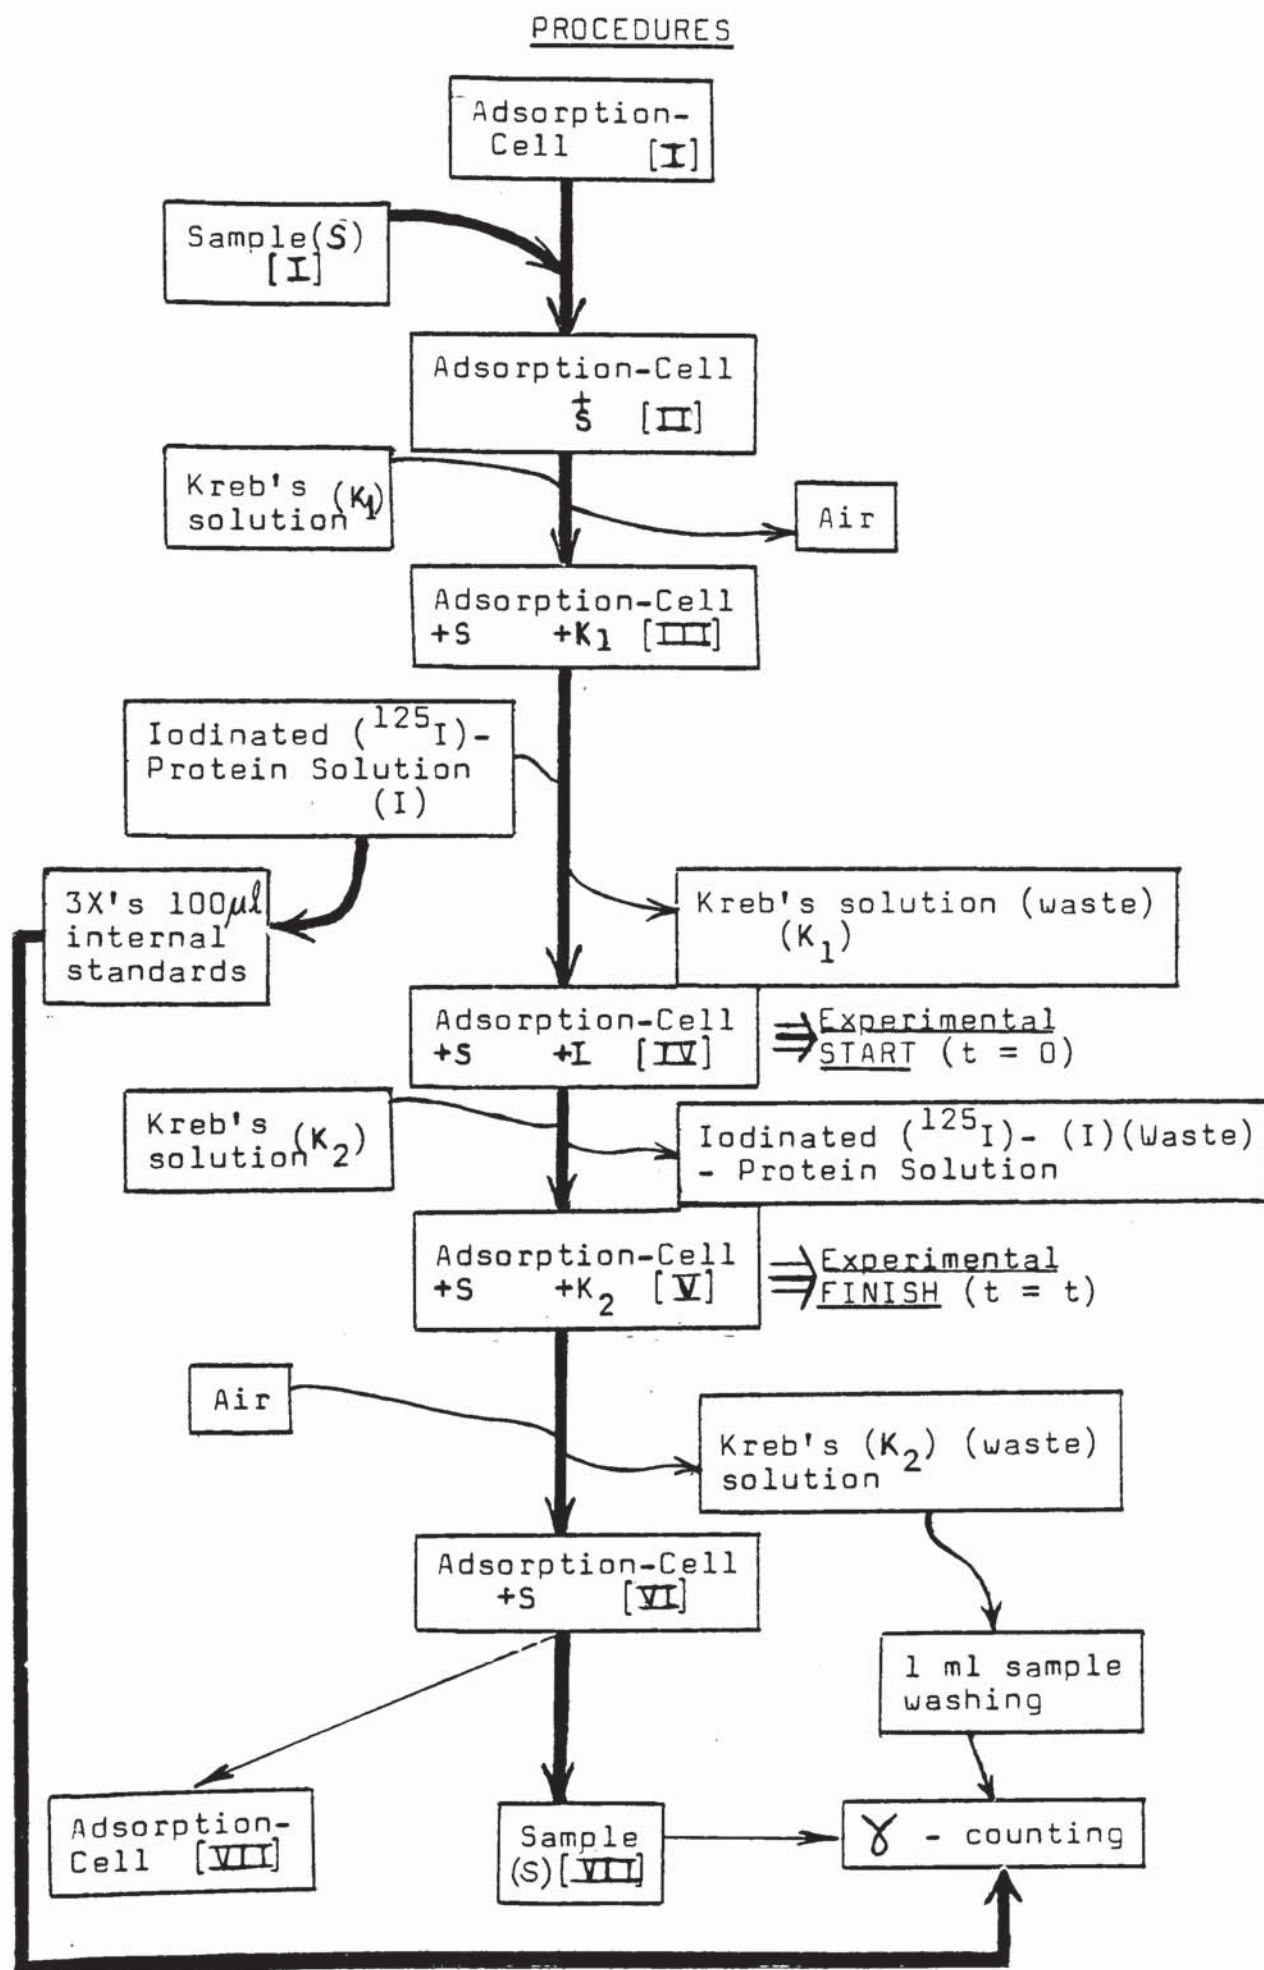 PROCEDURES
Adsorption-
Cell [I]
Sample(S)
[I]
Adsorption-Cell
+
S [II]
Kreb's (K1)
solution
Air
Adsorption-Cell
+S +K1 [III]
Iodinated (¹²⁵I)-
Protein Solution
(I)
3X's 100µl
internal
standards
Kreb's solution (waste)
(K₁)
Adsorption-Cell
+S +I [IV]
Experimental
START (t = 0)
Kreb's
solution(K₂)
Iodinated (¹²⁵I)- (I)(Waste)
- Protein Solution
Adsorption-Cell
+S +K₂ [V]
Experimental
FINISH (t = t)
Air
Kreb's (K₂) (waste)
solution
Adsorption-Cell
+S [VI]
1 ml sample
washing
Adsorption-
Cell [VII]
Sample
(S)[VII]
γ - counting